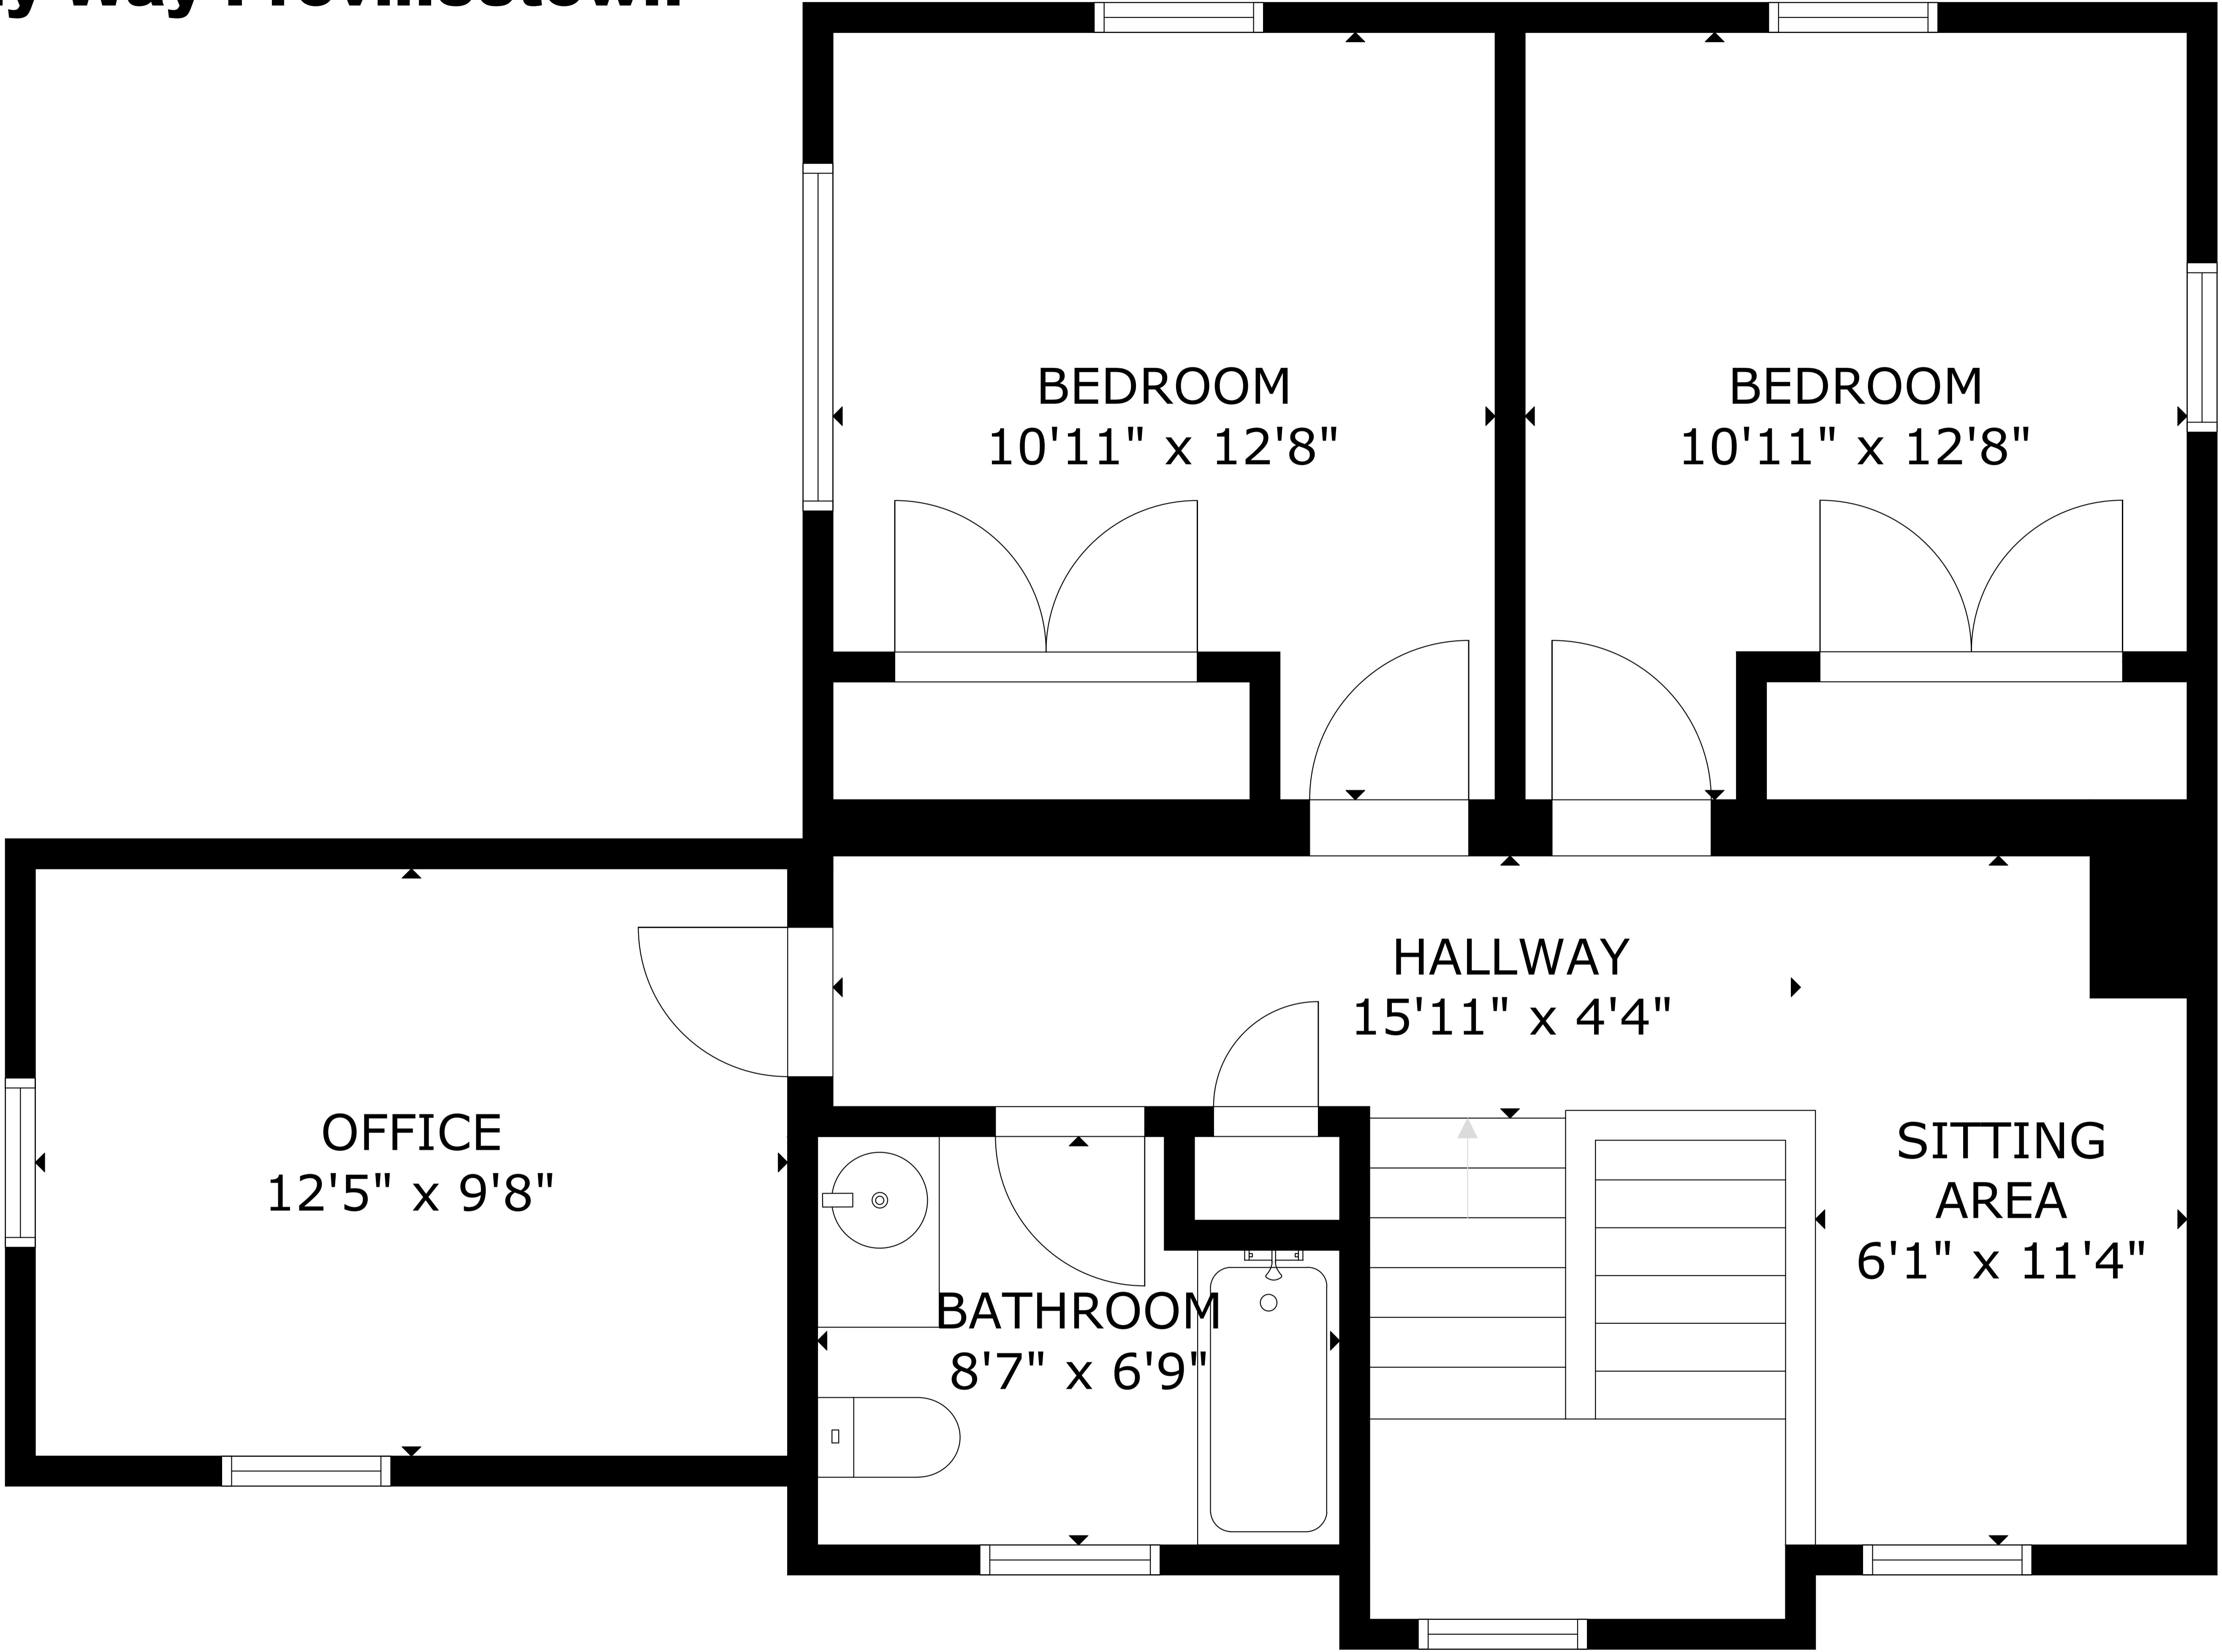 BEDROOM
10'11" x 12'8"
BEDROOM
10'11" x 12'8"
HALLWAY
15'11" x 4'4"
OFFICE
12'5" x 9'8"
SITTING
AREA
6'1" x 11'4"
BATHROOM
8'7" x 6'9"